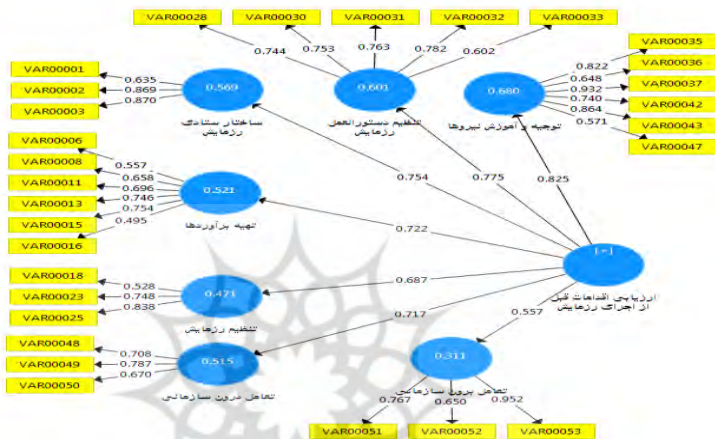 VAR00028
VAR00030
VAR00031
VAR00032
VAR00033
0.744
0.753
0.763
0.782
0.602
VAR00001
VAR00002
VAR00003
0.635
0.869
0.870
0.569
ساختار ستادی
رزمایش
0.601
تنظیم دستورالعمل
رزمایش
0.680
توجیه و آموزش نیروها
0.822
0.648
0.932
0.740
0.864
0.571
VAR00035
VAR00036
VAR00037
VAR00042
VAR00043
VAR00047
VAR00006
VAR00008
VAR00011
VAR00013
VAR00015
VAR00016
0.557
0.658
0.696
0.746
0.754
0.495
0.521
تهیه برآوردها
0.754
0.775
0.825
0.722
0.687
0.717
0.557
[+]
ارزیابی اقدامات قبل
از اجرای رزمایش
VAR00018
VAR00023
VAR00025
0.528
0.748
0.838
0.471
تنظیم رزمایش
VAR00048
VAR00049
VAR00050
0.708
0.787
0.670
0.515
تعامل درون سازمانی
0.311
تعامل برون سازمانی
0.767
0.650
0.952
VAR00051
VAR00052
VAR00053